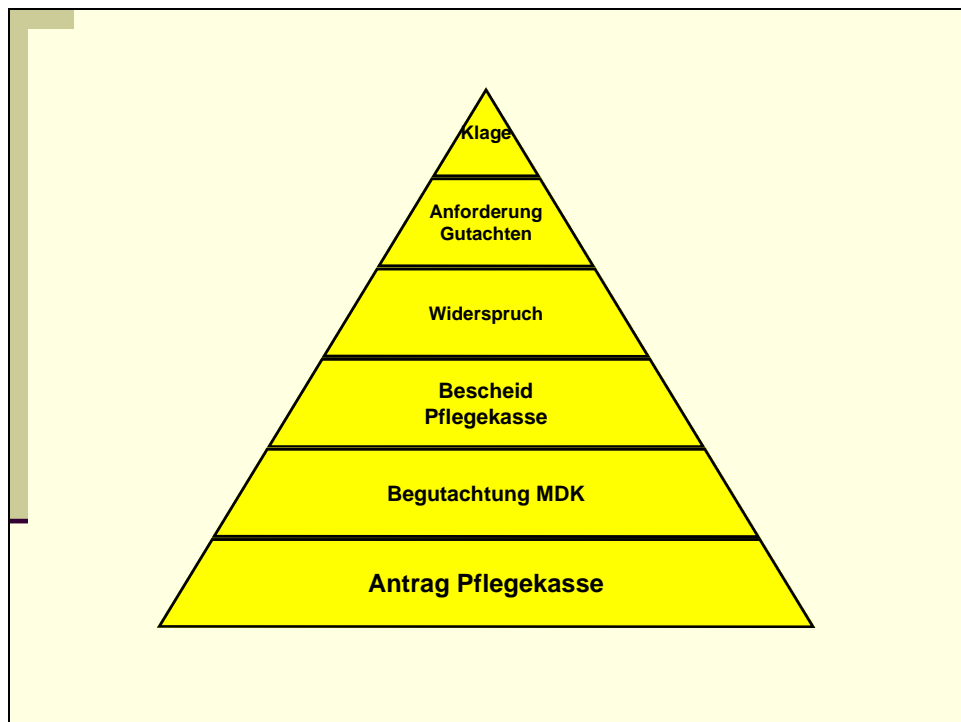 Klage
Anforderung
Gutachten
Widerspruch
Bescheid
Pflegekasse
Begutachtung MDK
Antrag Pflegekasse